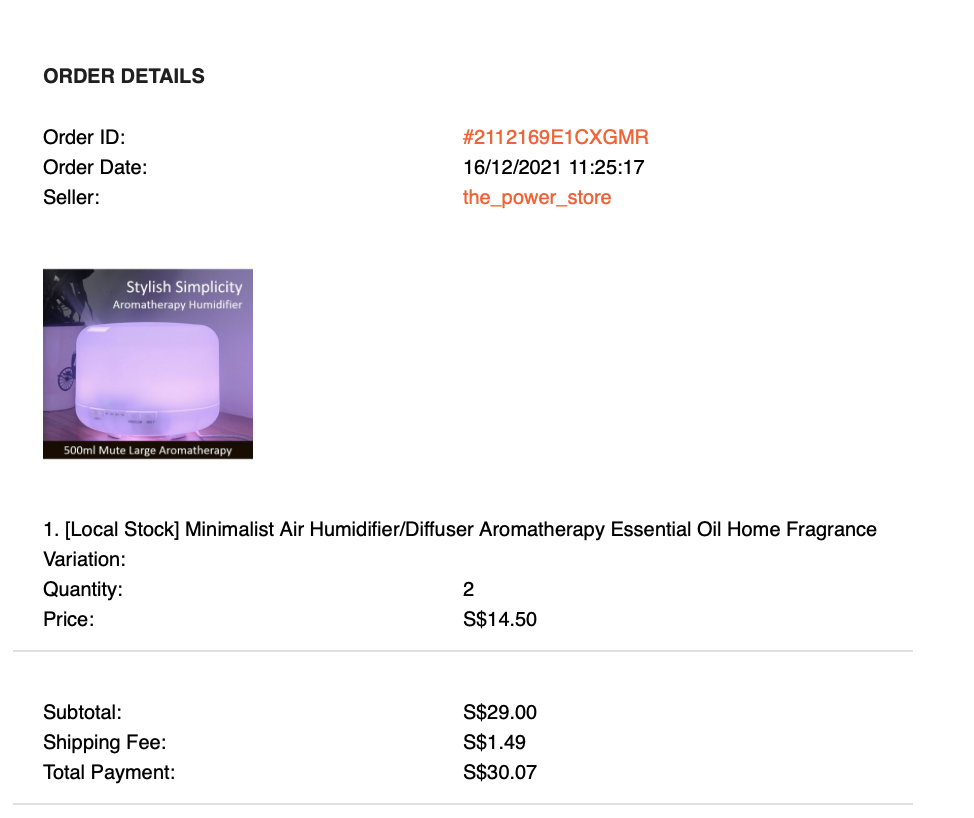 ORDER DETAILS
Order ID: #2112169E1CXGMR
Order Date: 16/12/2021 11:25:17
Seller: the_power_store
Stylish Simplicity
Aromatherapy Humidifier
500ml Mute Large Aromatherapy
1. [Local Stock] Minimalist Air Humidifier/Diffuser Aromatherapy Essential Oil Home Fragrance
Variation:
Quantity: 2
Price: S$14.50
Subtotal: S$29.00
Shipping Fee: S$1.49
Total Payment: S$30.07